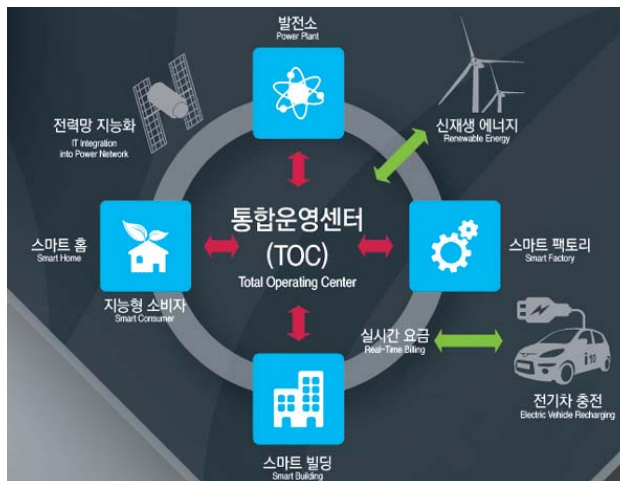 발전소
Power Plant
전력망 지능화
IT Integration
into Power Network
신재생 에너지
Renewable Energy
통합운영센터
(TOC)
Total Operating Center
스마트 홈
Smart Home
지능형 소비자
Smart Consumer
스마트 팩토리
Smart Factory
실시간 요금
Real-Time Billing
i10
전기차 충전
Electric Vehicle Recharging
스마트 빌딩
Smart Building